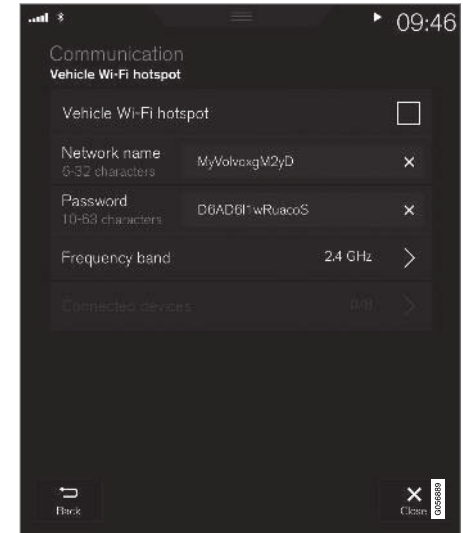 09:46
Communication
Vehicle Wi-Fi hotspot
Vehicle Wi-Fi hotspot
Network name
6-32 characters
MyVolvoxgM2yD
Password
10-63 characters
D6AD6I1wRuacoS
Frequency band
2.4 GHz
Connected devices
Back
Close
G056889